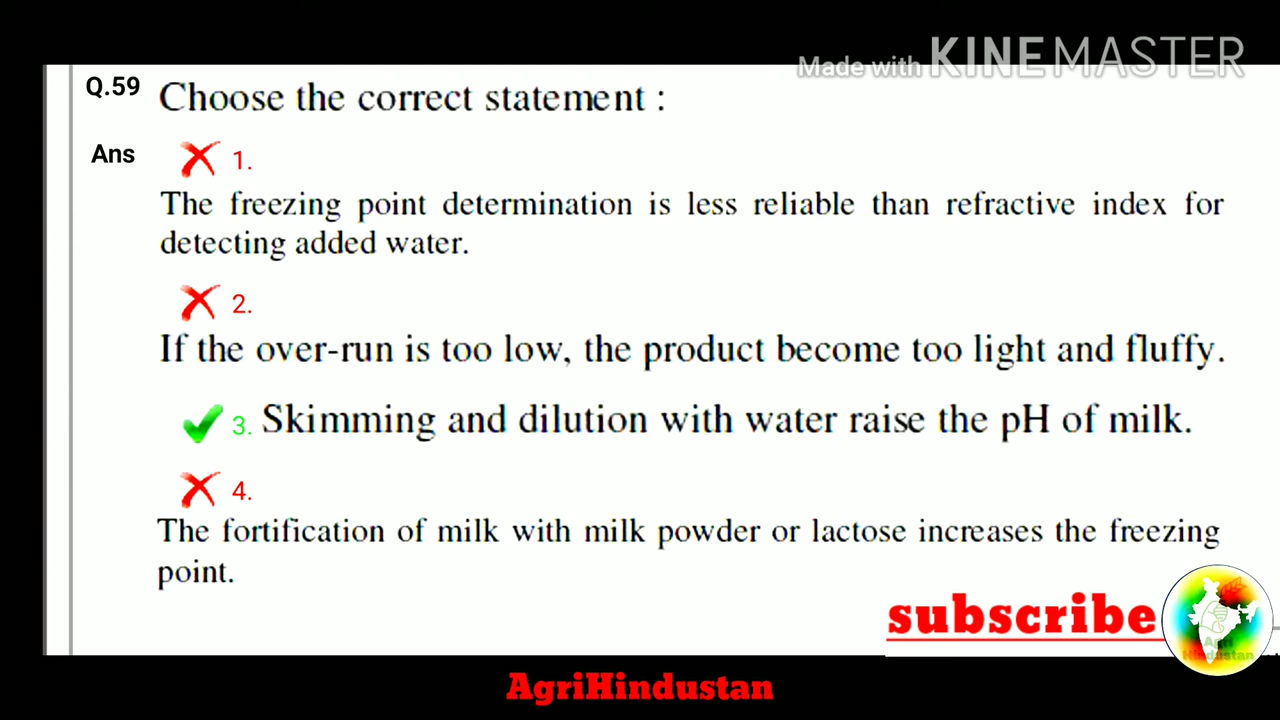 Made with KINEMASTER
Q.59 Choose the correct statement :
Ans 1.
The freezing point determination is less reliable than refractive index for
detecting added water.
2.
If the over-run is too low, the product become too light and fluffy.
3. Skimming and dilution with water raise the pH of milk.
4.
The fortification of milk with milk powder or lactose increases the freezing
point.
subscribe
Agri
Hindustan
AgriHindustan